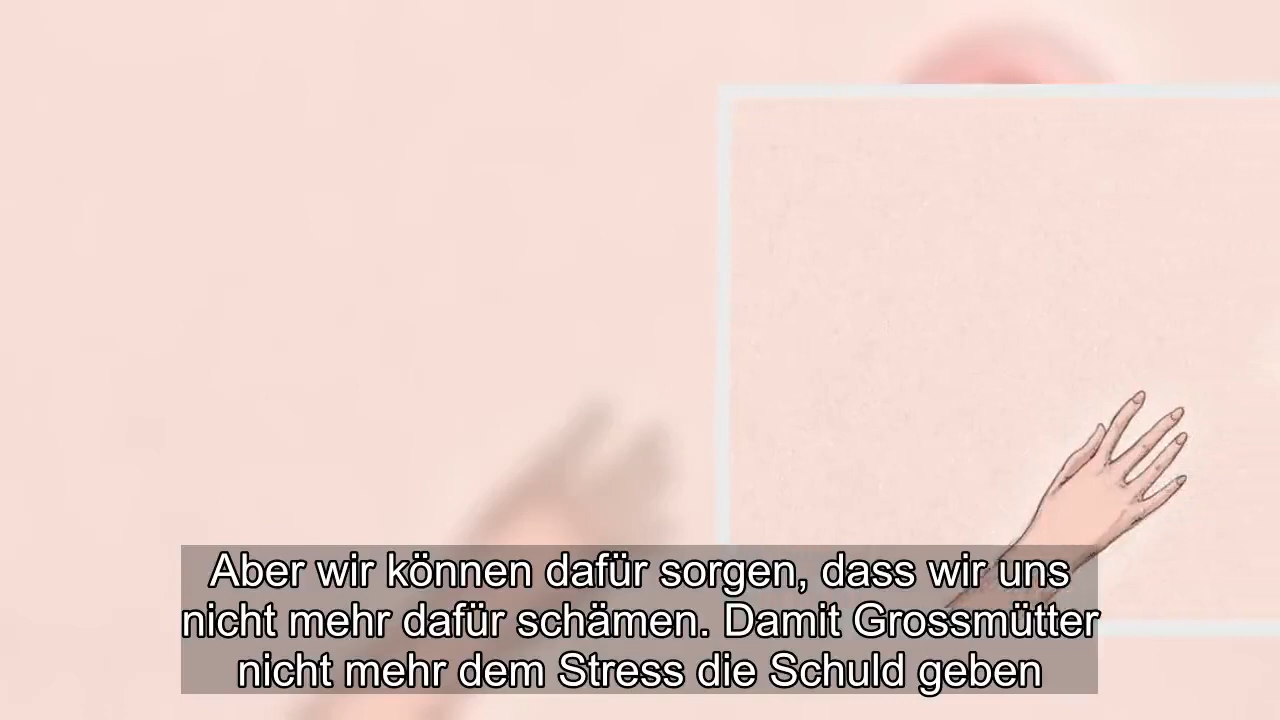 Aber wir können dafür sorgen, dass wir uns
nicht mehr dafür schämen. Damit Grossmütter
nicht mehr dem Stress die Schuld geben